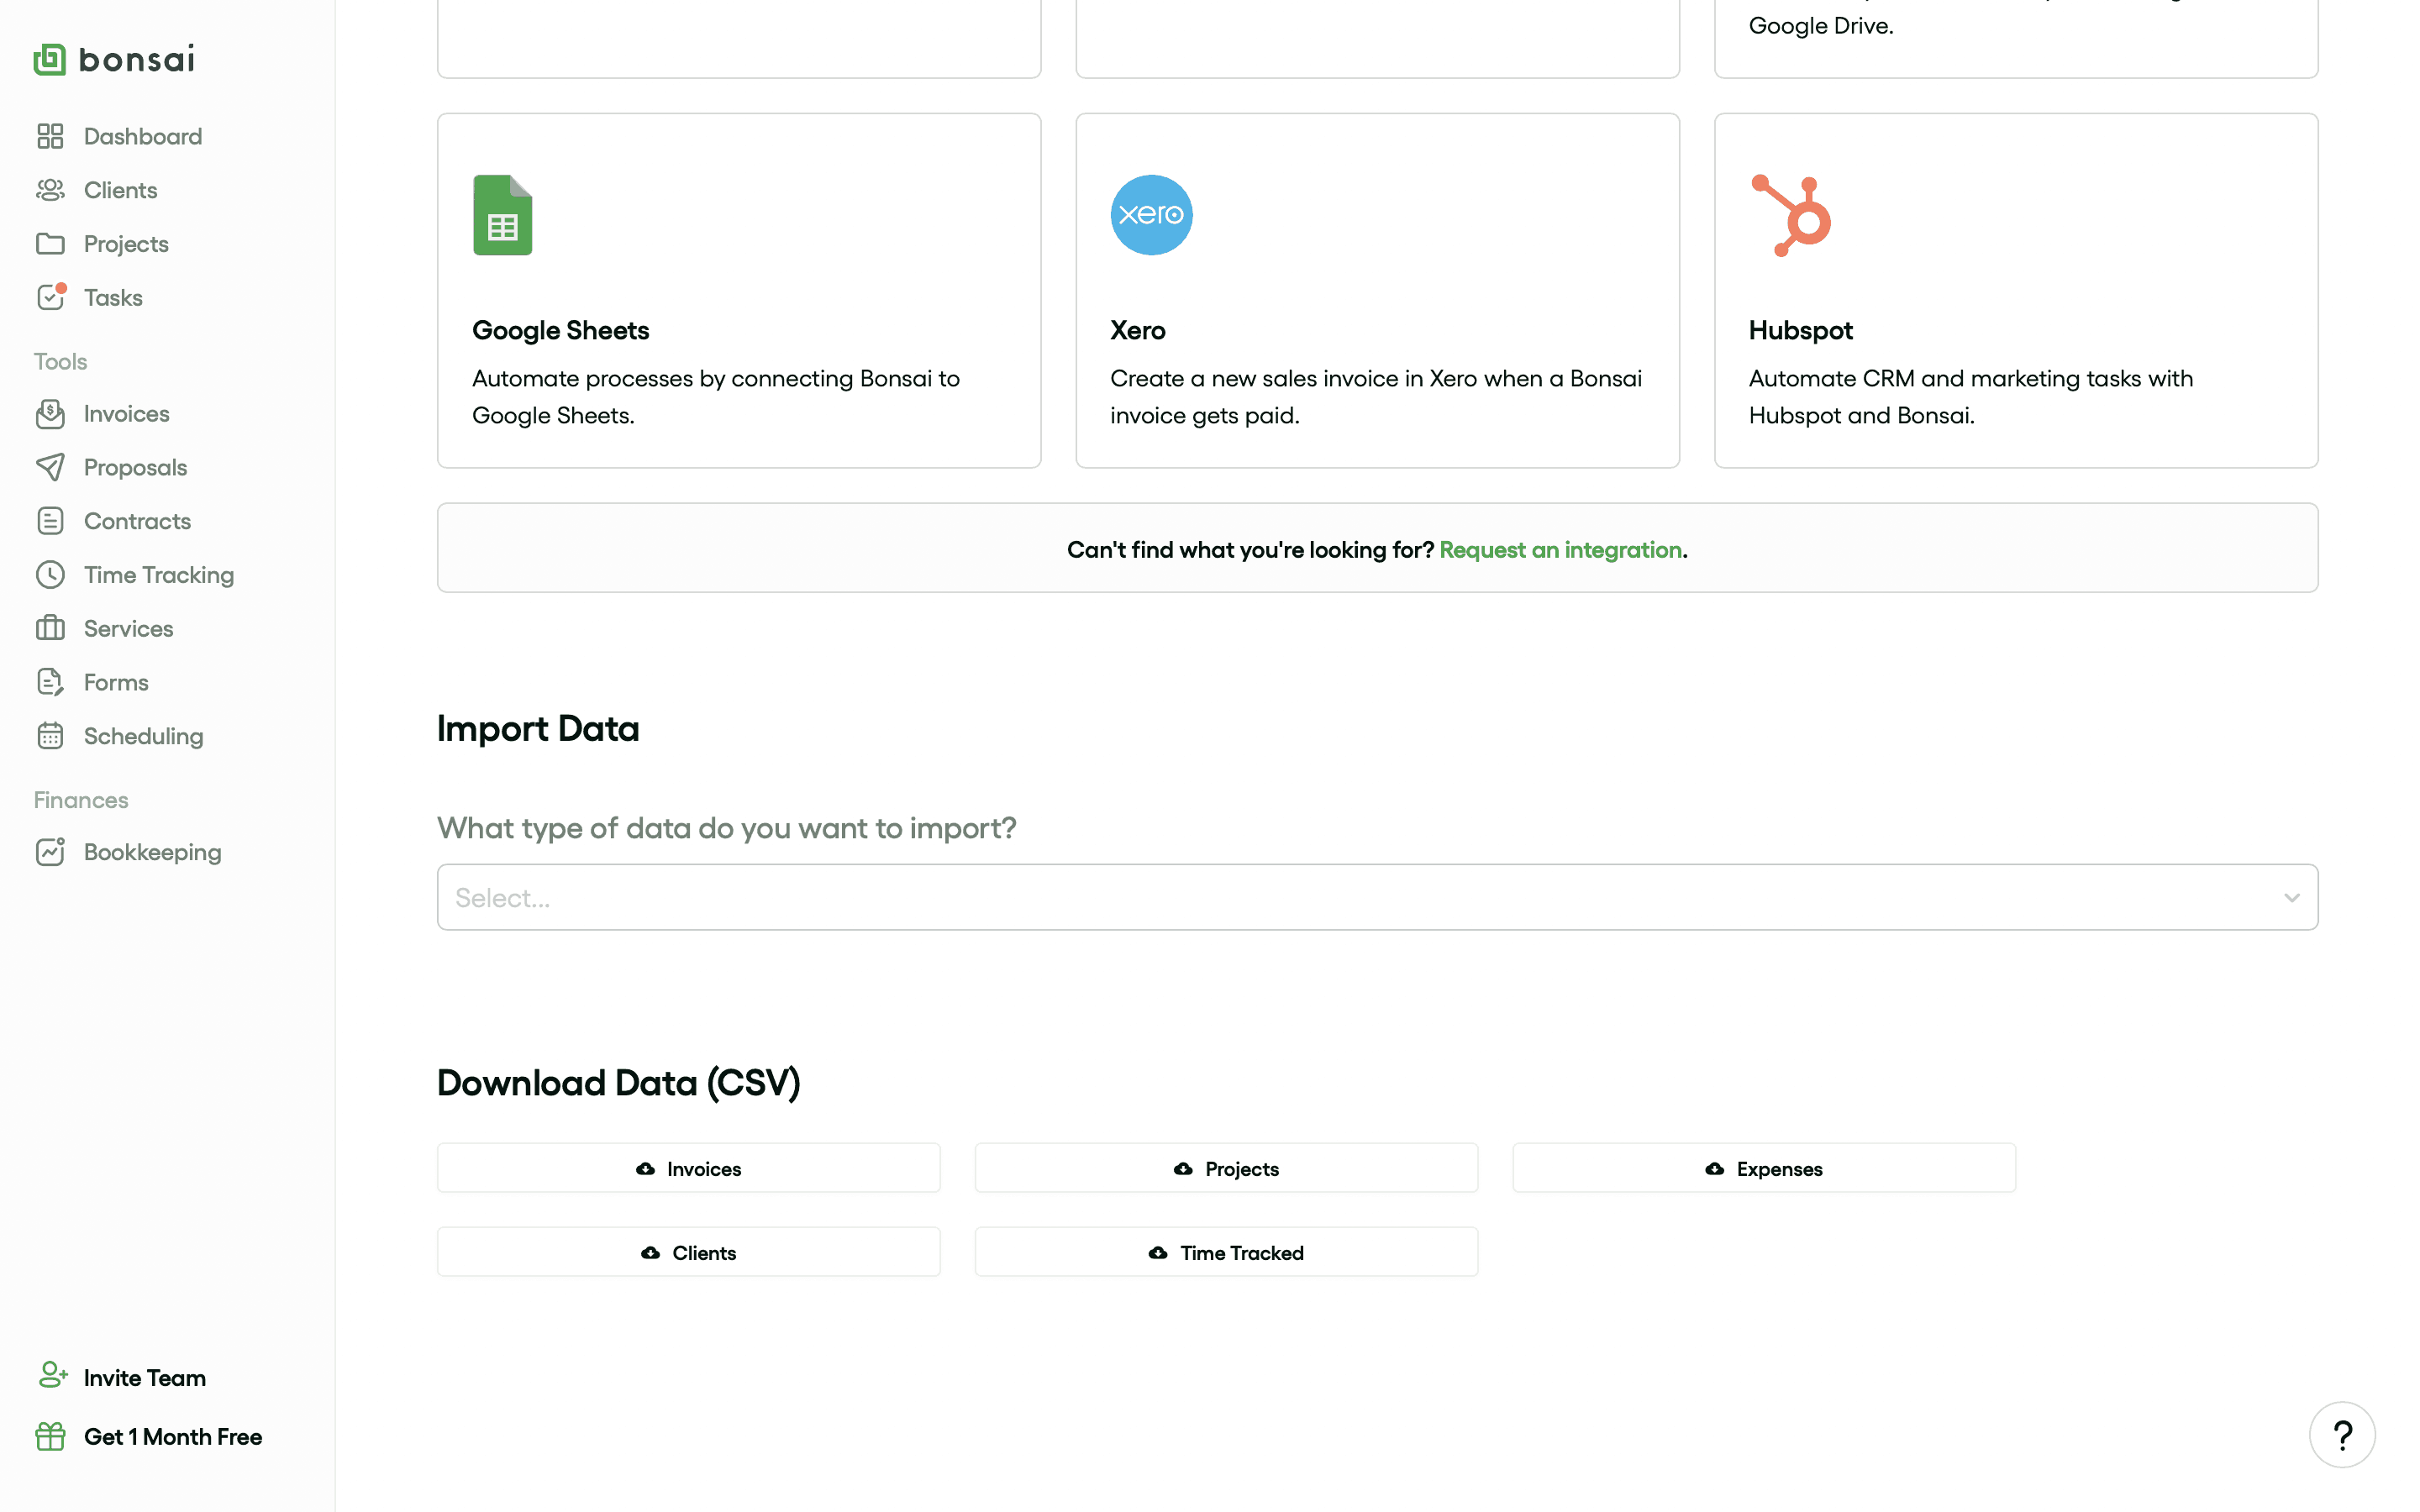 bonsai
Dashboard
Clients
Projects
Tasks
Tools
Invoices
Proposals
Contracts
Time Tracking
Services
Forms
Scheduling
Finances
Bookkeeping
Invite Team
Get 1 Month Free
Google Drive.
Google Sheets
Automate processes by connecting Bonsai to
Google Sheets.
xero
Xero
Create a new sales invoice in Xero when a Bonsai
invoice gets paid.
Hubspot
Automate CRM and marketing tasks with
Hubspot and Bonsai.
Can't find what you're looking for? Request an integration.
Import Data
What type of data do you want to import?
Select...
Download Data (CSV)
Invoices
Projects
Expenses
Clients
Time Tracked
?